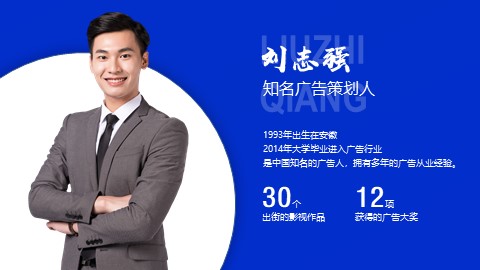 LIUZHI
刘志强
知名广告策划人
QIANG
1993年出生在安徽
2014年大学毕业进入广告行业
是中国知名的广告人，拥有多年的广告从业经验。
30个
出街的影视作品
12项
获得的广告大奖